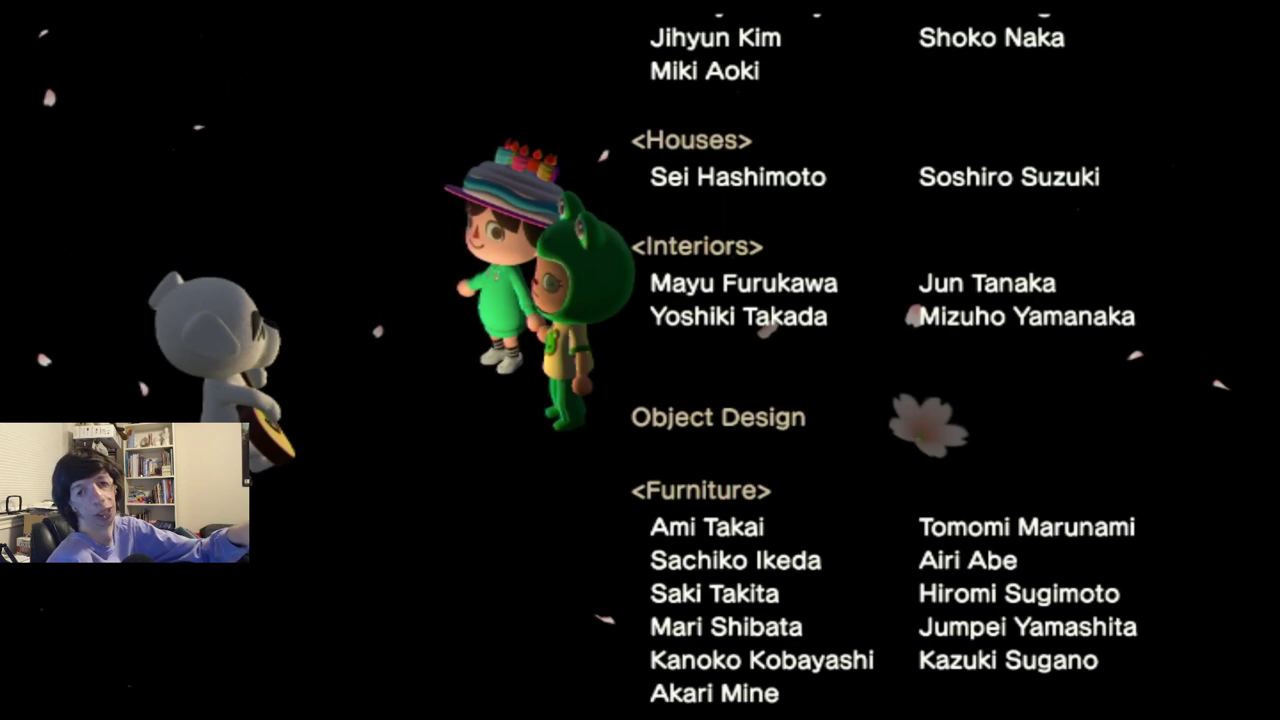 Jihyun Kim Shoko Naka
Miki Aoki
<Houses>
Sei Hashimoto Soshiro Suzuki
<Interiors>
Mayu Furukawa Jun Tanaka
Yoshiki Takada Mizuho Yamanaka
Object Design
<Furniture>
Ami Takai Tomomi Marunami
Sachiko Ikeda Airi Abe
Saki Takita Hiromi Sugimoto
Mari Shibata Jumpei Yamashita
Kanoko Kobayashi Kazuki Sugano
Akari Mine